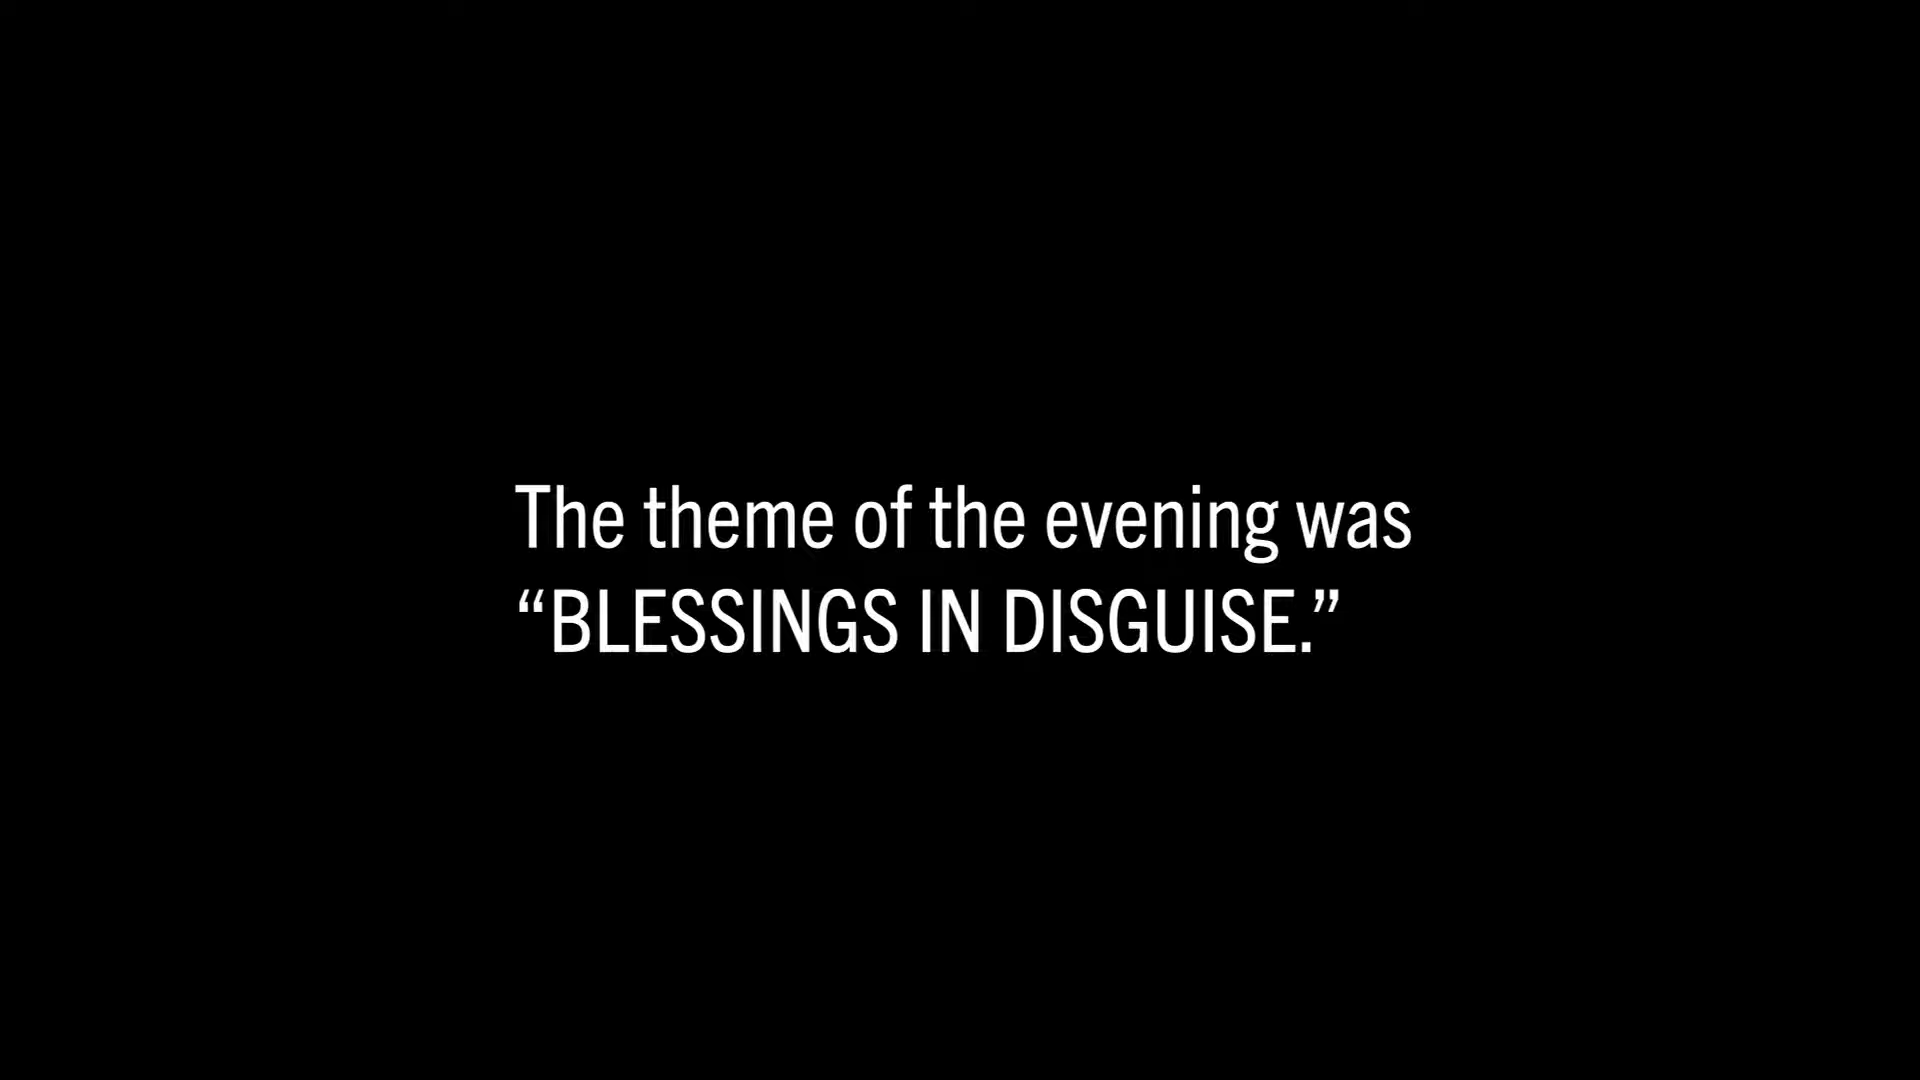 The theme of the evening was
“BLESSINGS IN DISGUISE.”